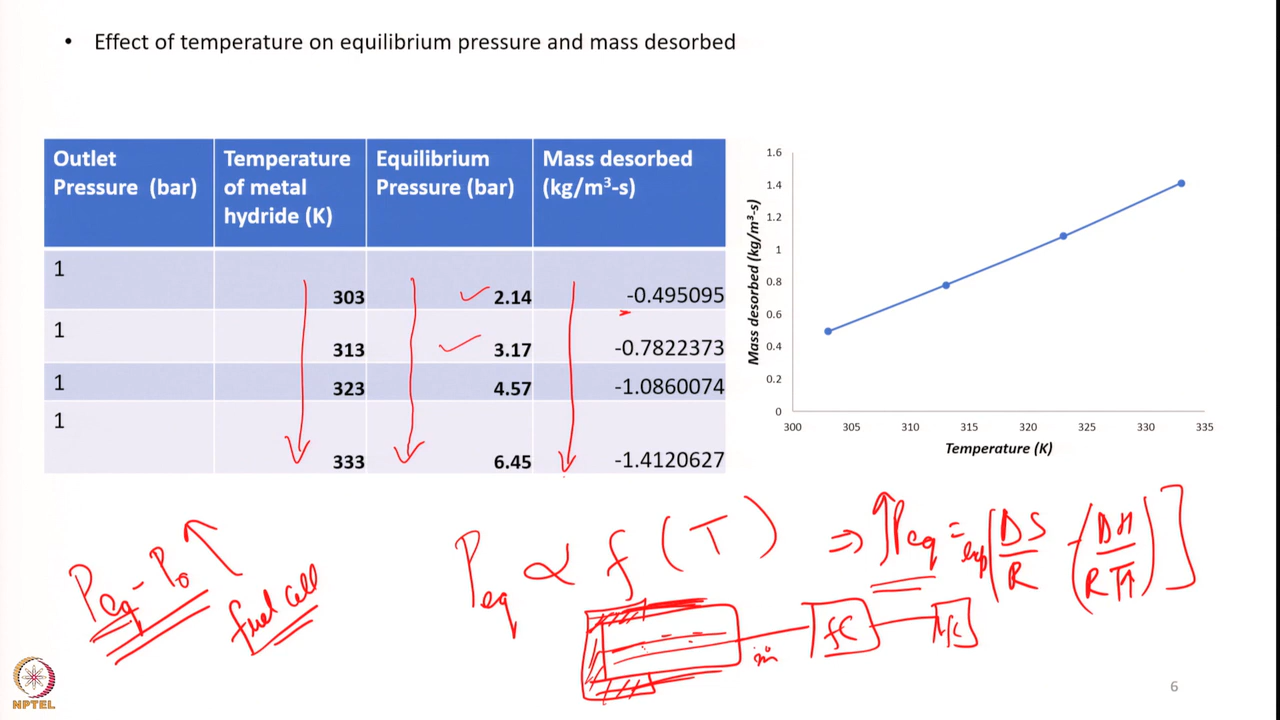 • Effect of temperature on equilibrium pressure and mass desorbed
Outlet Pressure (bar) Temperature of metal hydride (K) Equilibrium Pressure (bar) Mass desorbed (kg/m³-s)
1 303 2.14 -0.495095
1 313 3.17 -0.7822373
1 323 4.57 -1.0860074
1 333 6.45 -1.4120627
Mass desorbed (kg/m³-s)
1.6
1.4
1.2
1
0.8
0.6
0.4
0.2
0
300 305 310 315 320 325 330 335
Temperature (K)
Peq - Po ↑
fuel cell
Peq ∝ f(T) ⇒ ↑Peq = exp[ΔS/R - (ΔH/RT)]
ṁ FC
NPTEL
6